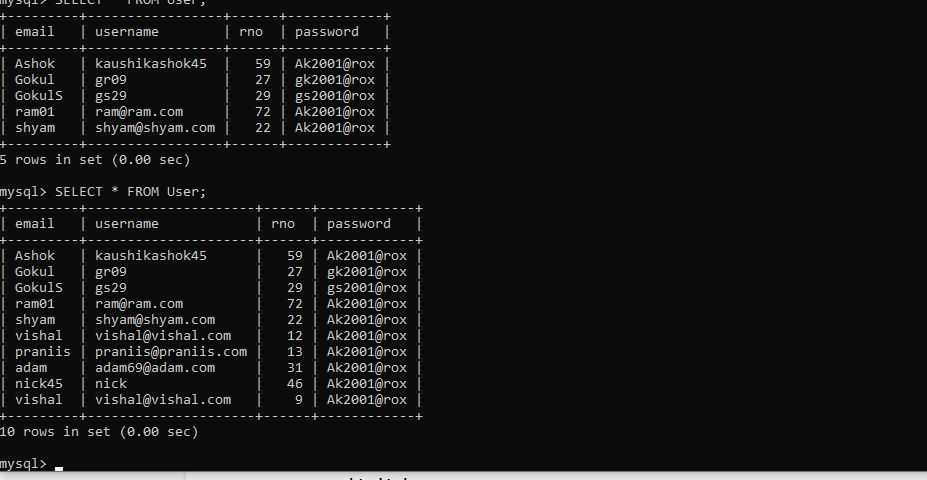 mysql> SELECT * FROM User;
+---------+-----------------+------+------------+
| email   | username        | rno  | password   |
+---------+-----------------+------+------------+
| Ashok   | kaushikashok45  |   59 | Ak2001@rox |
| Gokul   | gr09            |   27 | gk2001@rox |
| GokulS  | gs29            |   29 | gs2001@rox |
| ram01   | ram@ram.com     |   72 | Ak2001@rox |
| shyam   | shyam@shyam.com |   22 | Ak2001@rox |
+---------+-----------------+------+------------+
5 rows in set (0.00 sec)
mysql> SELECT * FROM User;
+---------+---------------------+------+------------+
| email   | username            | rno  | password   |
+---------+---------------------+------+------------+
| Ashok   | kaushikashok45      |   59 | Ak2001@rox |
| Gokul   | gr09                |   27 | gk2001@rox |
| GokulS  | gs29                |   29 | gs2001@rox |
| ram01   | ram@ram.com         |   72 | Ak2001@rox |
| shyam   | shyam@shyam.com     |   22 | Ak2001@rox |
| vishal  | vishal@vishal.com   |   12 | Ak2001@rox |
| praniis | praniis@praniis.com |   13 | Ak2001@rox |
| adam    | adam69@adam.com     |   31 | Ak2001@rox |
| nick45  | nick                |   46 | Ak2001@rox |
| vishal  | vishal@vishal.com   |    9 | Ak2001@rox |
+---------+---------------------+------+------------+
10 rows in set (0.00 sec)
mysql>